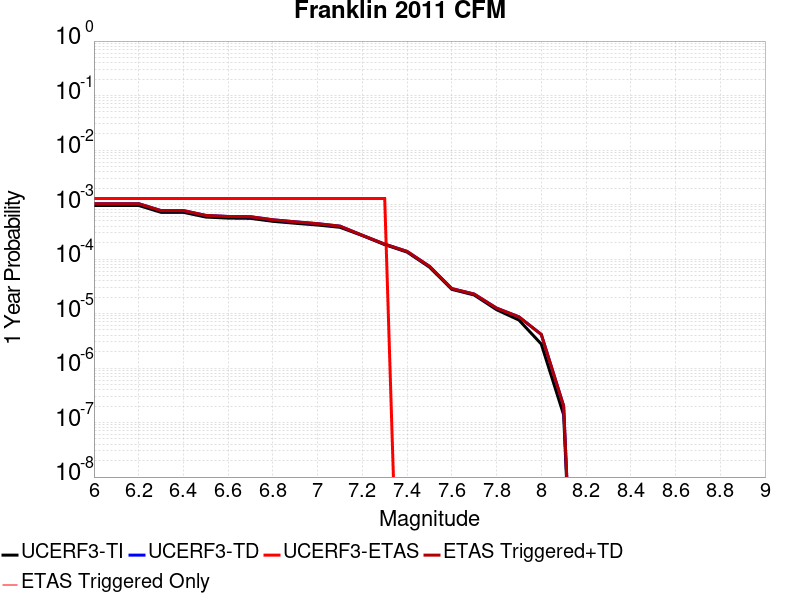 Franklin 2011 CFM
10^0
10^-1
10^-2
10^-3
10^-4
10^-5
10^-6
10^-7
10^-8
1 Year Probability
6 6.2 6.4 6.6 6.8 7 7.2 7.4 7.6 7.8 8 8.2 8.4 8.6 8.8 9
Magnitude
UCERF3-TI UCERF3-TD UCERF3-ETAS ETAS Triggered+TD
ETAS Triggered Only